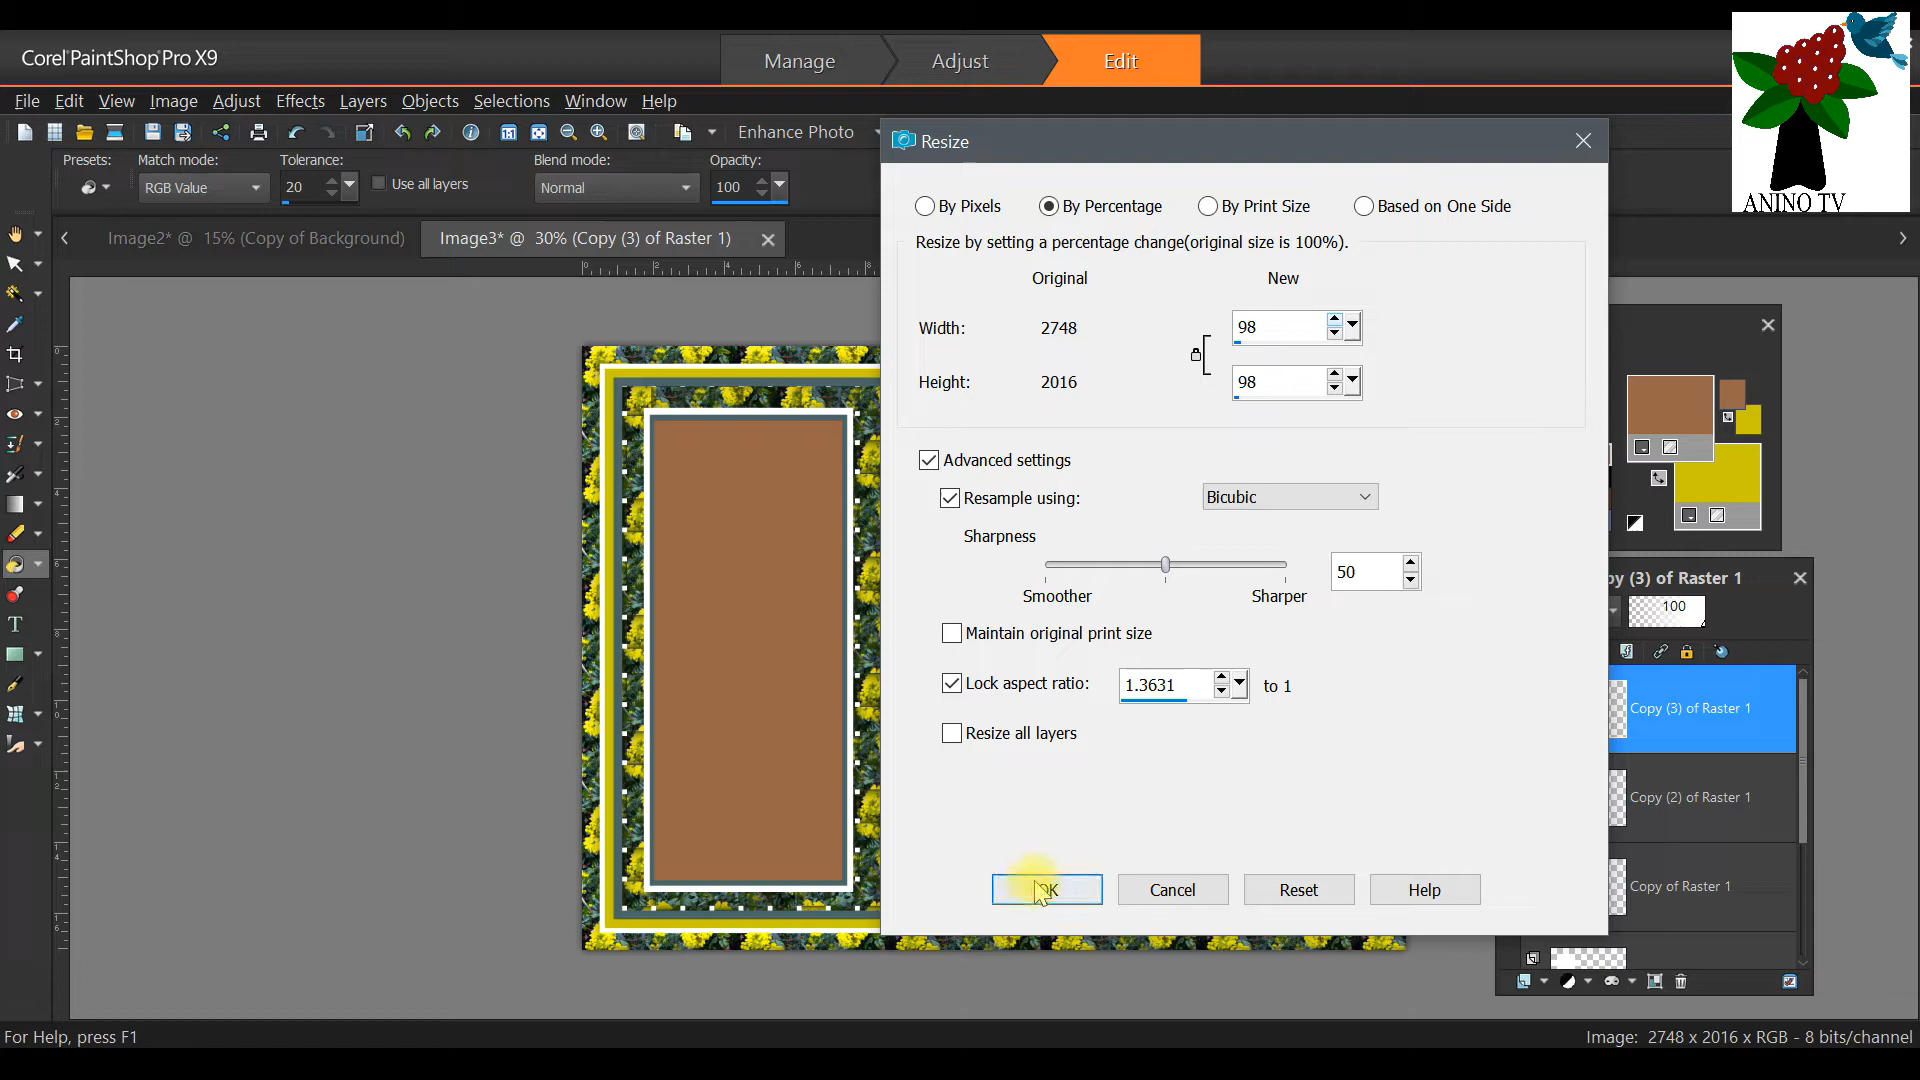 Corel PaintShop Pro X9
Manage
Adjust
Edit
ANINO TV
File Edit View Image Adjust Effects Layers Objects Selections Window Help
Enhance Photo
Presets:
Match mode:
Tolerance:
Blend mode:
Opacity:
RGB Value
20
Use all layers
Normal
100
Image2* @ 15% (Copy of Background)
Image3* @ 30% (Copy (3) of Raster 1)
Resize
By Pixels
By Percentage
By Print Size
Based on One Side
Resize by setting a percentage change(original size is 100%).
Original
New
Width:
2748
98
Height:
2016
98
Advanced settings
Resample using:
Bicubic
Sharpness
50
Smoother
Sharper
Maintain original print size
Lock aspect ratio:
1.3631
to 1
Resize all layers
OK
Cancel
Reset
Help
(3) of Raster 1
100
Copy (3) of Raster 1
Copy (2) of Raster 1
Copy of Raster 1
For Help, press F1
Image: 2748 x 2016 x RGB - 8 bits/channel